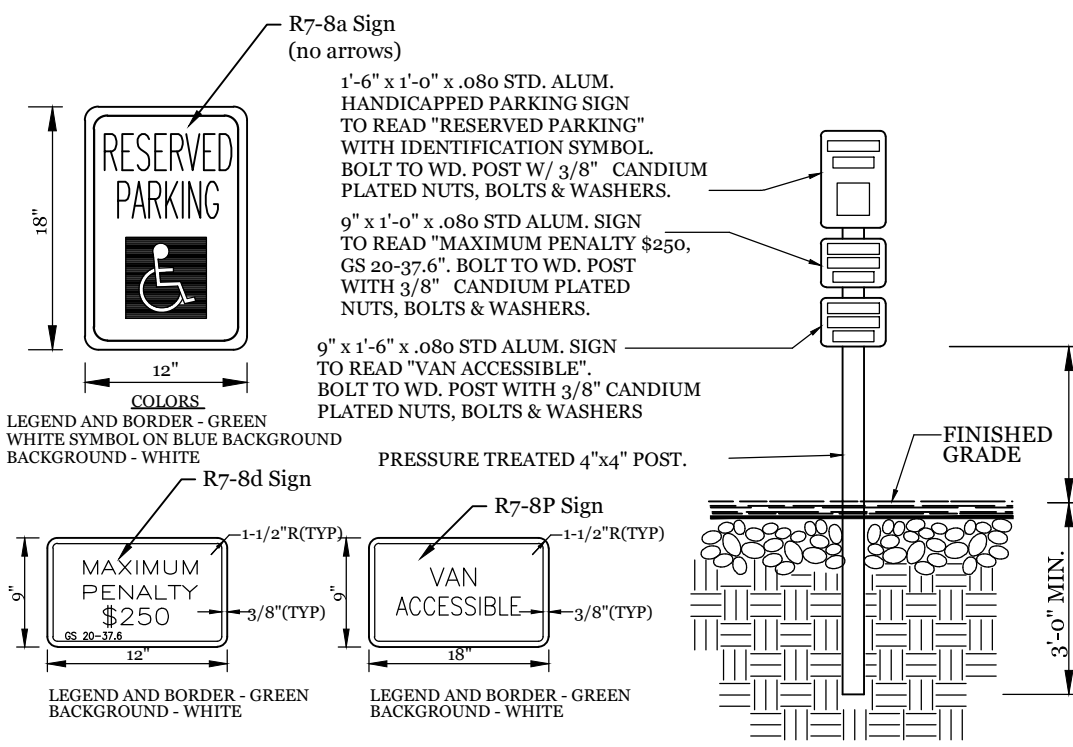 R7-8a Sign
(no arrows)
1'-6" x 1'-0" x .080 STD. ALUM.
HANDICAPPED PARKING SIGN
TO READ "RESERVED PARKING"
WITH IDENTIFICATION SYMBOL.
BOLT TO WD. POST W/ 3/8" CANDIUM
PLATED NUTS, BOLTS & WASHERS.
RESERVED
PARKING
18"
12"
COLORS
LEGEND AND BORDER - GREEN
WHITE SYMBOL ON BLUE BACKGROUND
BACKGROUND - WHITE
9" x 1'-0" x .080 STD ALUM. SIGN
TO READ "MAXIMUM PENALTY $250,
GS 20-37.6". BOLT TO WD. POST
WITH 3/8" CANDIUM PLATED
NUTS, BOLTS & WASHERS.
9" x 1'-6" x .080 STD ALUM. SIGN
TO READ "VAN ACCESSIBLE".
BOLT TO WD. POST WITH 3/8" CANDIUM
PLATED NUTS, BOLTS & WASHERS
PRESSURE TREATED 4"x4" POST.
FINISHED
GRADE
3'-0" MIN.
R7-8d Sign
1-1/2"R(TYP)
MAXIMUM
PENALTY
$250
GS 20-37.6
9"
3/8"(TYP)
12"
LEGEND AND BORDER - GREEN
BACKGROUND - WHITE
R7-8P Sign
1-1/2"R(TYP)
VAN
ACCESSIBLE
9"
3/8"(TYP)
18"
LEGEND AND BORDER - GREEN
BACKGROUND - WHITE